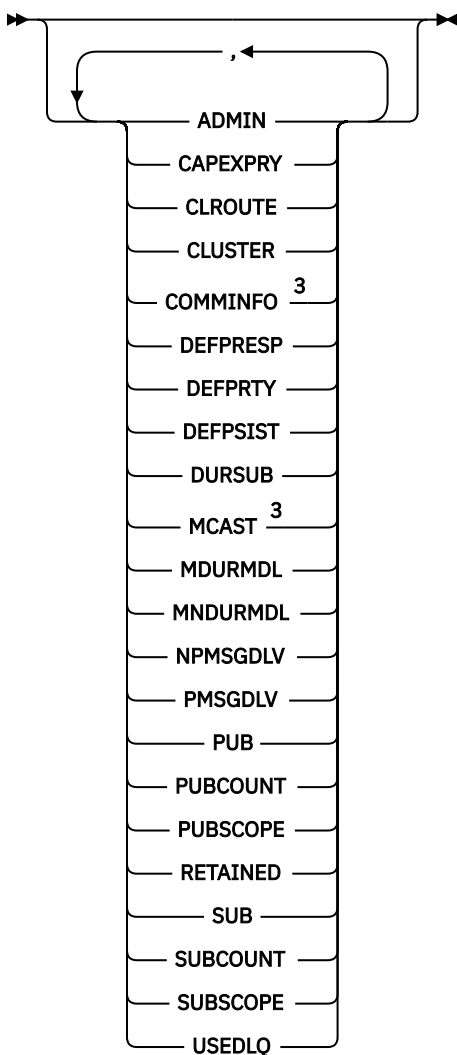 ,
ADMIN
CAPEXPRY
CLROUTE
CLUSTER
COMMINFO 3
DEFPRESP
DEFPRTY
DEFPSIST
DURSUB
MCAST 3
MDURMDL
MNDURMDL
NPMSGDLV
PMSGDLV
PUB
PUBCOUNT
PUBSCOPE
RETAINED
SUB
SUBCOUNT
SUBSCOPE
USEDLQ